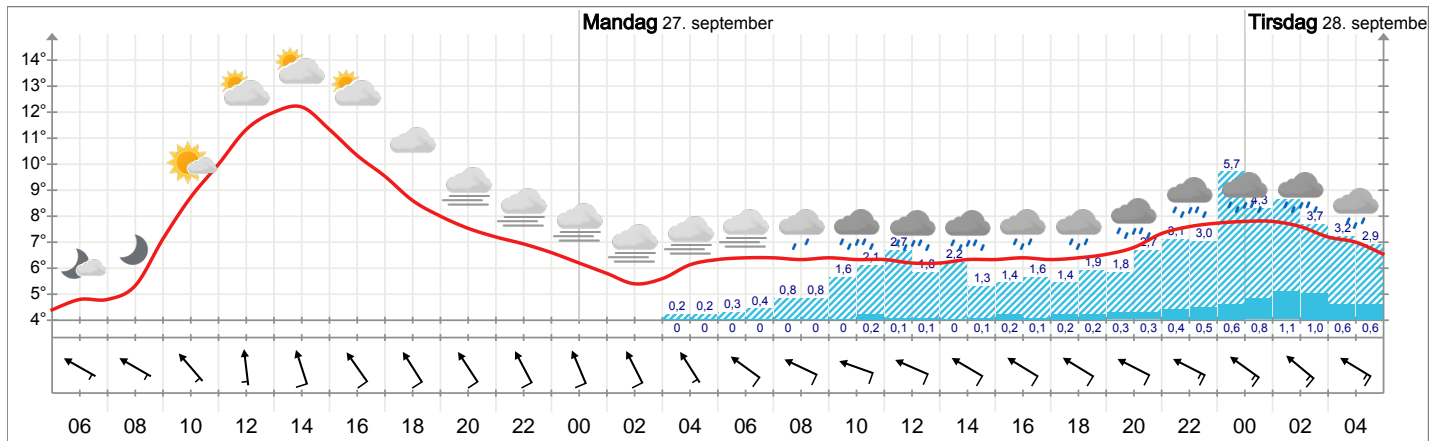 Mandag 27. september
Tirsdag 28. septembe
14°
13°
12°
11°
10°
9°
8°
7°
6°
5°
4°
0,2 0,2 0,3 0,4 0,8 0,8 1,6 2,1 2,7 2,2 1,3 1,4 1,6 1,4 1,9 1,8 2,7 3,1 3,0 5,7 4,3 3,7 3,2 2,9
0 0 0 0 0 0 0 0,2 0,1 0,1 0 0,1 0,2 0,1 0,2 0,2 0,3 0,3 0,4 0,5 0,6 0,8 1,1 1,0 0,6 0,6
06 08 10 12 14 16 18 20 22 00 02 04 06 08 10 12 14 16 18 20 22 00 02 04